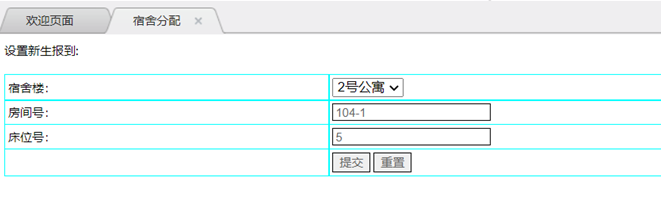 欢迎页面 宿舍分配 ×
设置新生报到:
宿舍楼: 2号公寓
房间号: 104-1
床位号: 5
提交 重置